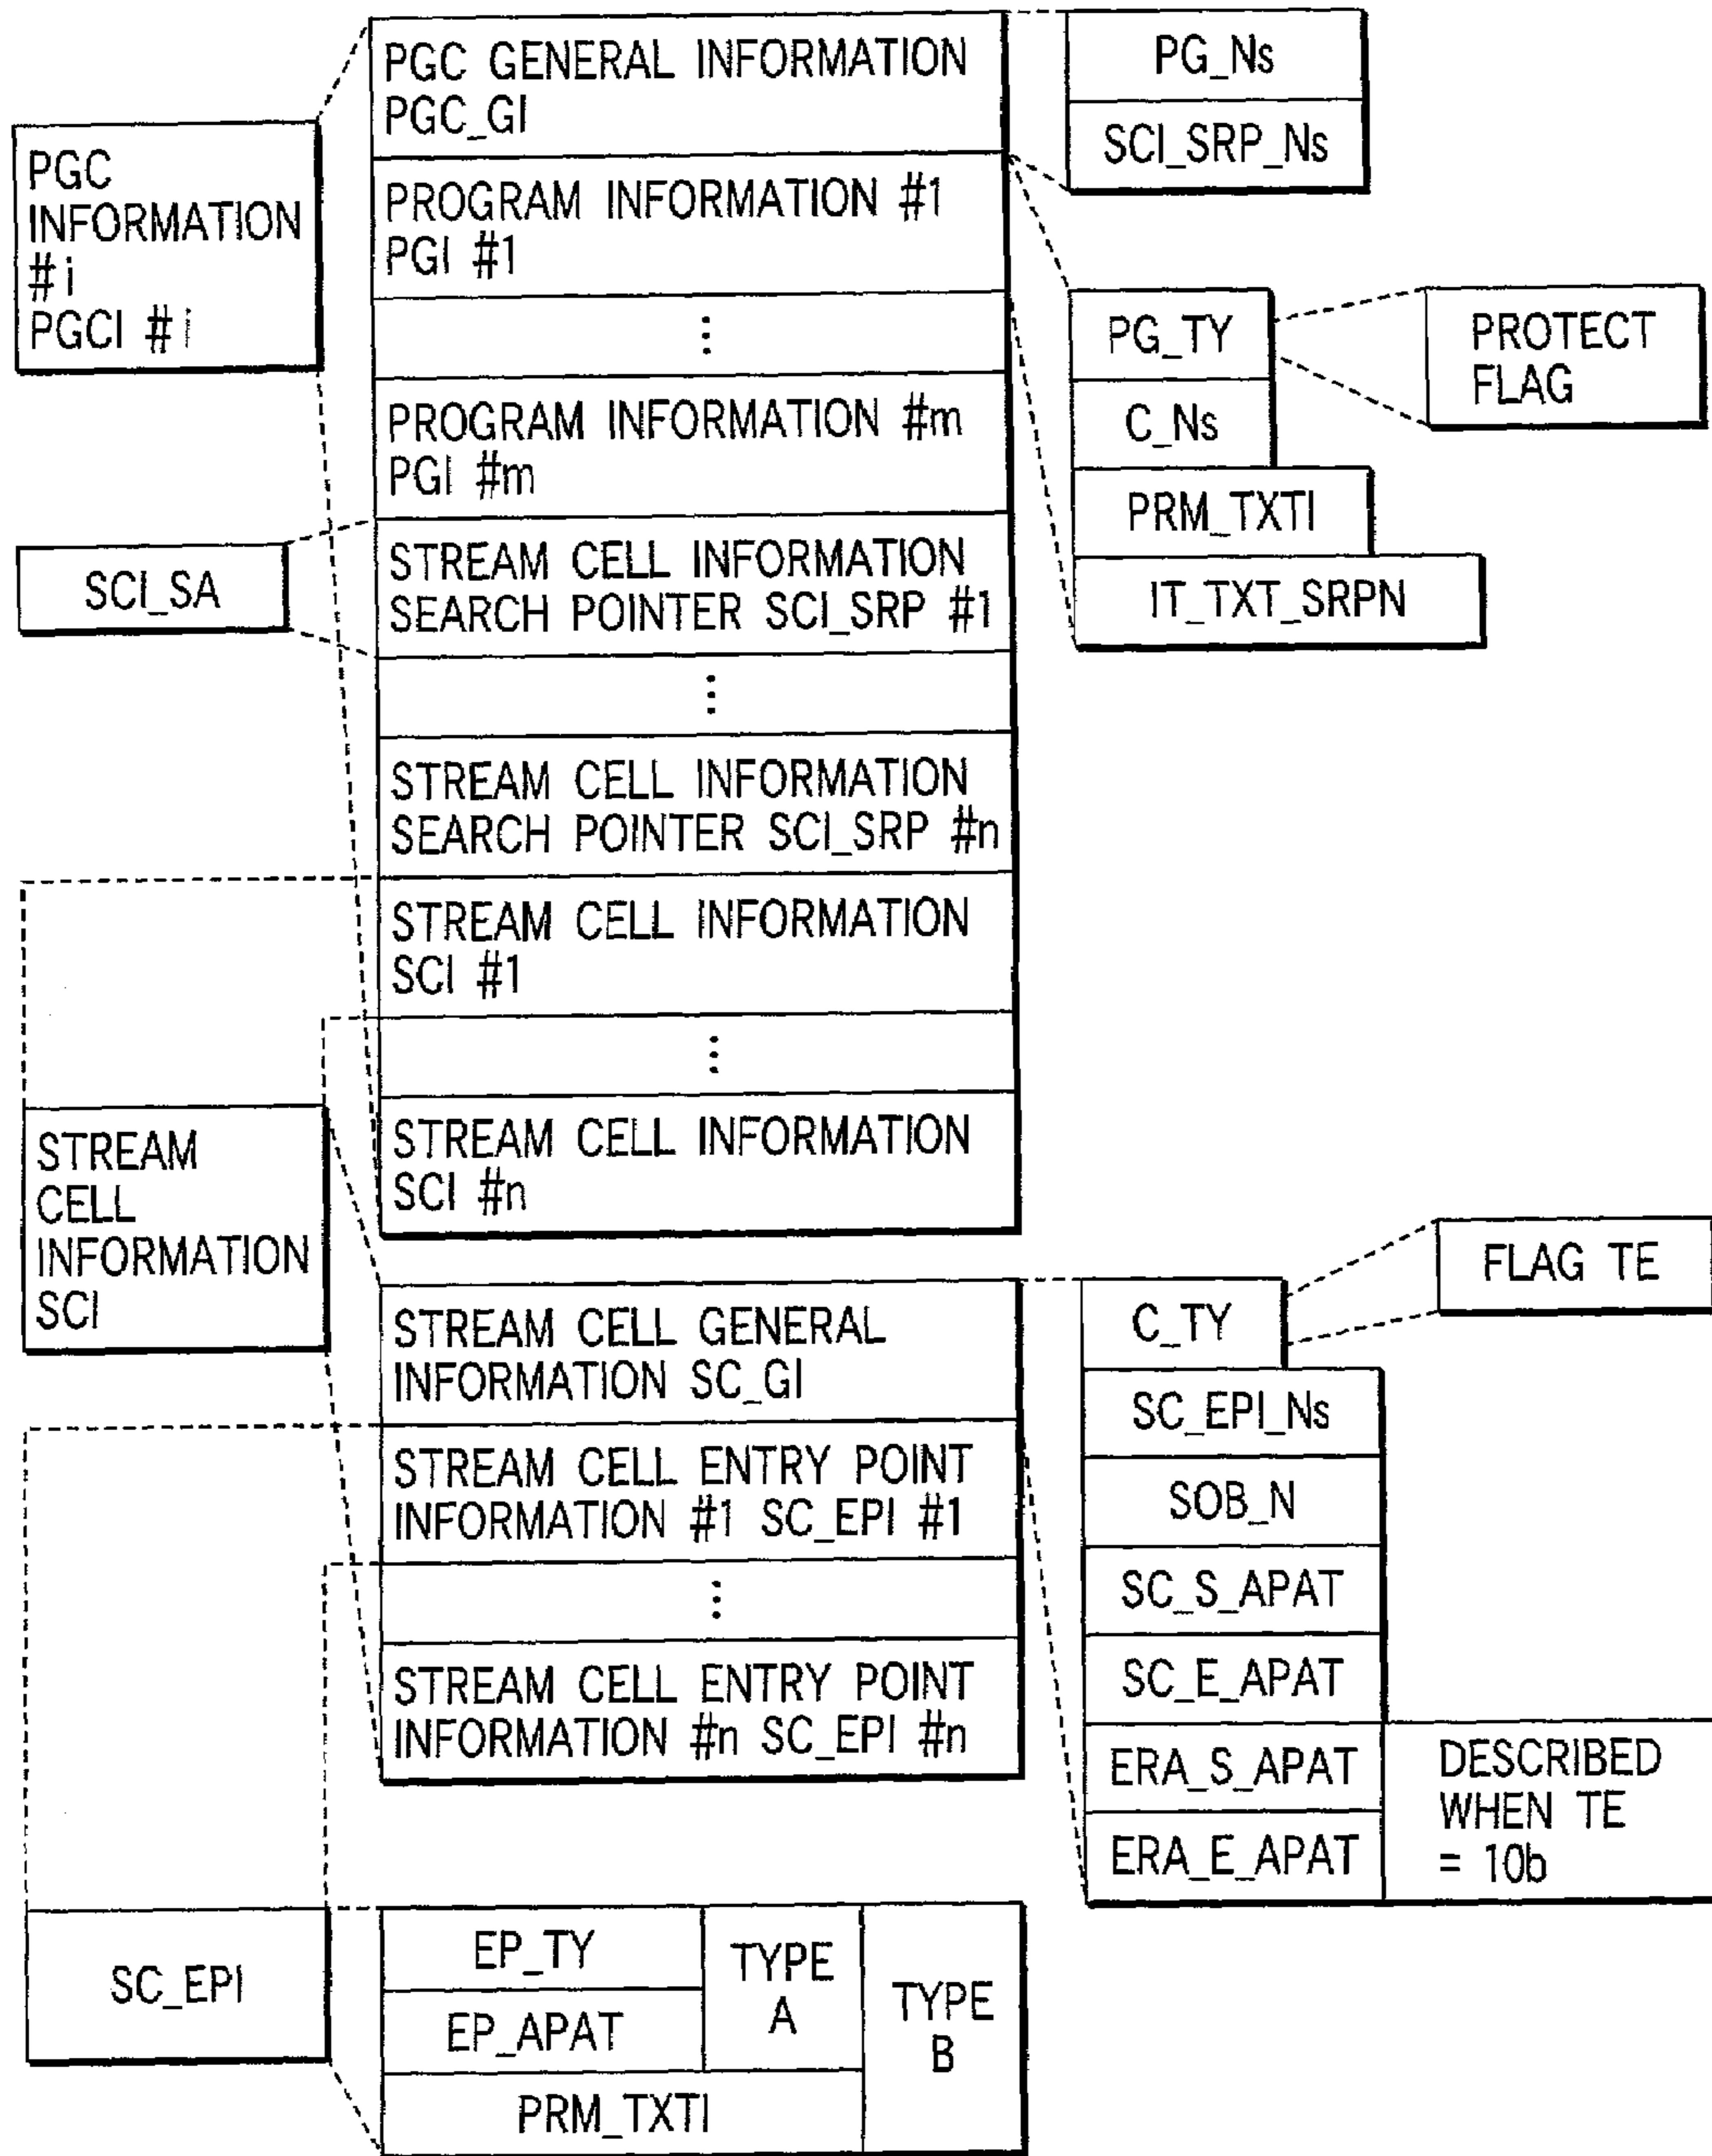 PGC
INFORMATION
#i
PGCI #i
PGC GENERAL INFORMATION
PGC_GI
PROGRAM INFORMATION #1
PGI #1
⋮
PROGRAM INFORMATION #m
PGI #m
STREAM CELL INFORMATION
SEARCH POINTER SCI_SRP #1
⋮
STREAM CELL INFORMATION
SEARCH POINTER SCI_SRP #n
STREAM CELL INFORMATION
SCI #1
⋮
STREAM CELL INFORMATION
SCI #n
PG_Ns
SCI_SRP_Ns
PG_TY
C_Ns
PRM_TXTI
IT_TXT_SRPN
PROTECT
FLAG
SCI_SA
STREAM
CELL
INFORMATION
SCI
STREAM CELL GENERAL
INFORMATION SC_GI
STREAM CELL ENTRY POINT
INFORMATION #1 SC_EPI #1
⋮
STREAM CELL ENTRY POINT
INFORMATION #n SC_EPI #n
C_TY
SC_EPI_Ns
SOB_N
SC_S_APAT
SC_E_APAT
ERA_S_APAT
ERA_E_APAT
FLAG TE
DESCRIBED
WHEN TE
= 10b
SC_EPI
EP_TY
EP_APAT
PRM_TXTI
TYPE
A
TYPE
B